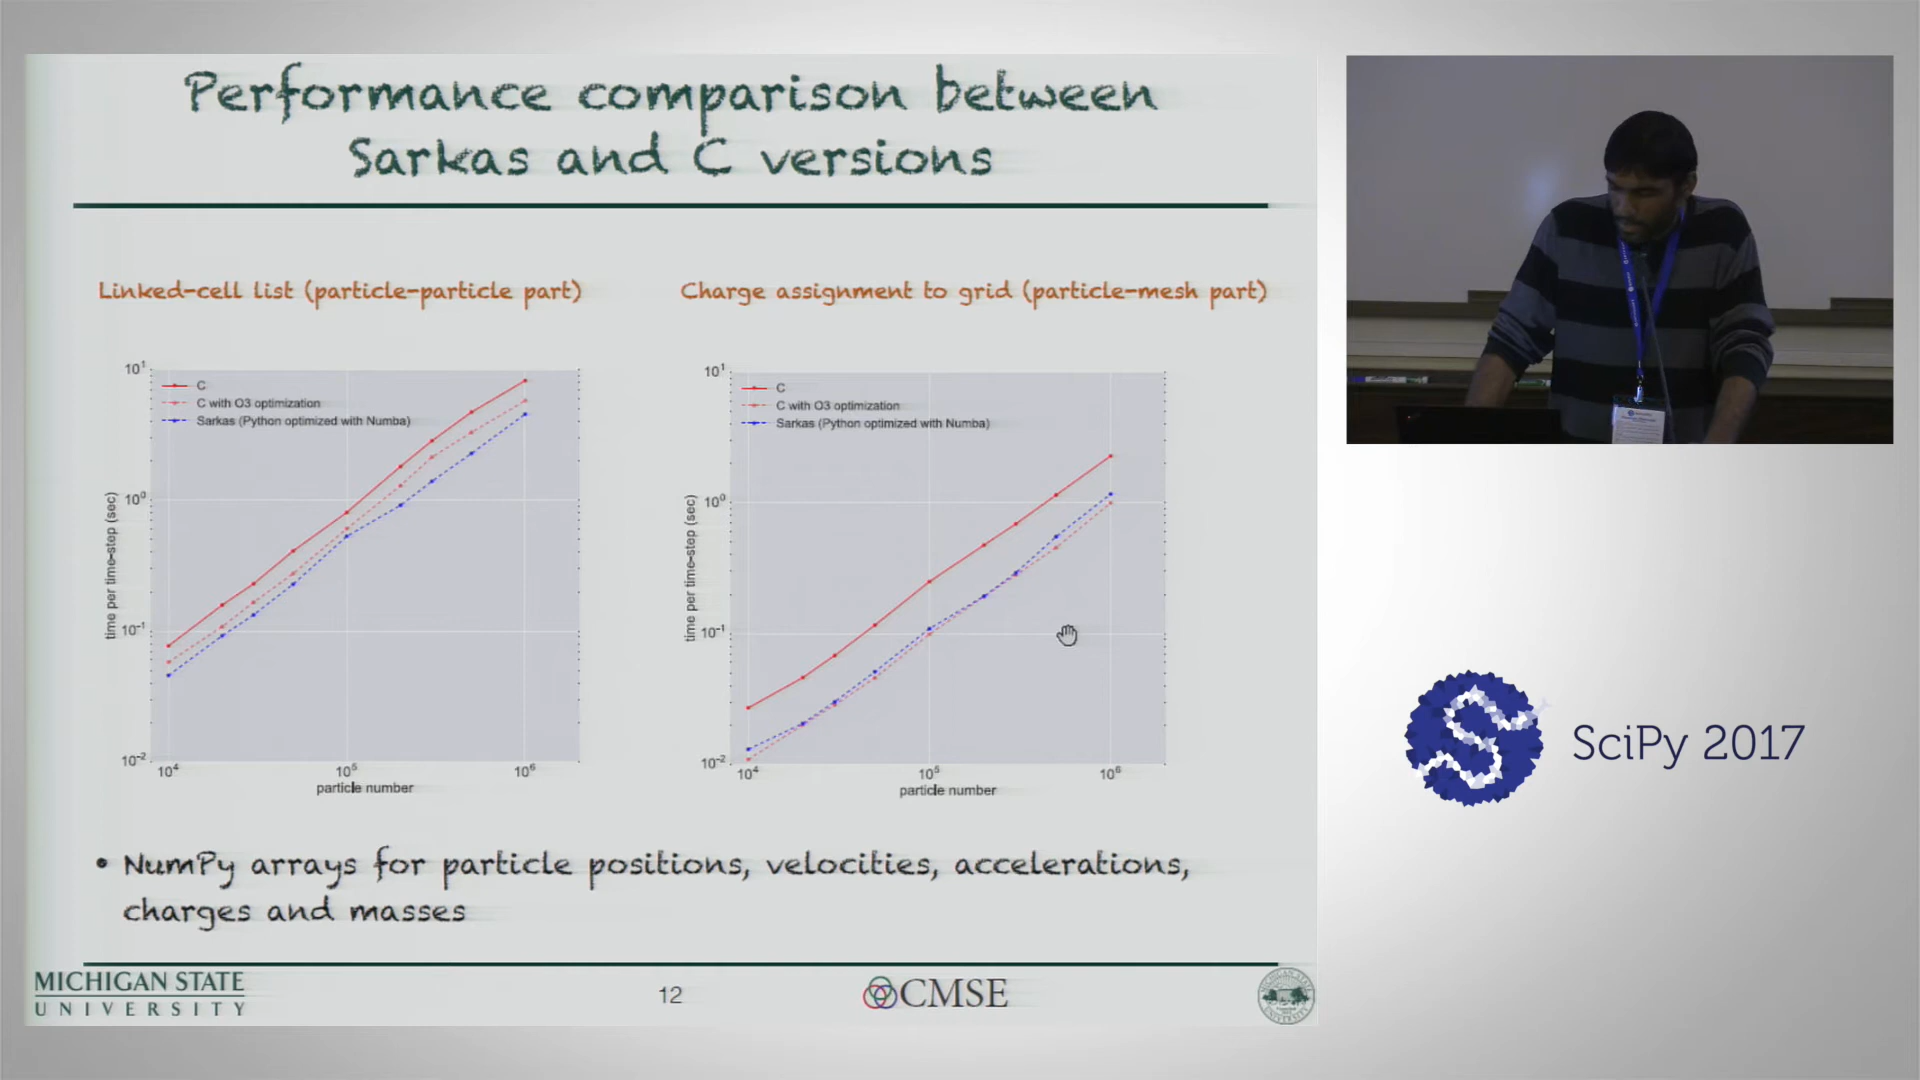 Performance comparison between
Sarkas and C versions
Linked-cell list (particle-particle part)
Charge assignment to grid (particle-mesh part)
10¹
10⁰
10⁻¹
10⁻²
time per time-step (sec)
C
C with O3 optimization
Sarkas (Python optimized with Numba)
10⁴ 10⁵ 10⁶
particle number
10¹
10⁰
10⁻¹
10⁻²
time per time-step (sec)
C
C with O3 optimization
Sarkas (Python optimized with Numba)
10⁴ 10⁵ 10⁶
particle number
• NumPy arrays for particle positions, velocities, accelerations,
charges and masses
MICHIGAN STATE
UNIVERSITY
12
CMSE
SciPy 2017